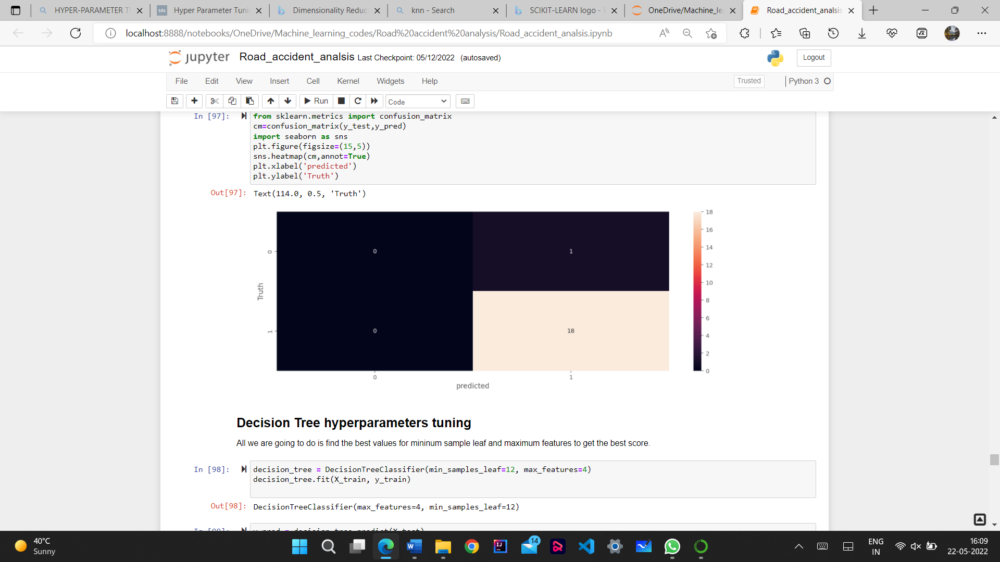 HYPER-PARAMETER T
tds
Hyper Parameter Tuni
Dimensionality Reduc
knn - Search
SCIKIT-LEARN logo -
OneDrive/Machine_le
Road_accident_analsis
localhost:8888/notebooks/OneDrive/Machine_learning_codes/Road%20accident%20analysis/Road_accident_analsis.ipynb
jupyter Road_accident_analsis Last Checkpoint: 05/12/2022 (autosaved)
Logout
File Edit View Insert Cell Kernel Widgets Help
Trusted
Python 3
Run
Code
In [97]:
from sklearn.metrics import confusion_matrix
cm=confusion_matrix(y_test,y_pred)
import seaborn as sns
plt.figure(figsize=(15,5))
sns.heatmap(cm,annot=True)
plt.xlabel('predicted')
plt.ylabel('Truth')
Out[97]: Text(114.0, 0.5, 'Truth')
0
1
Truth
0
1
0
18
0
1
predicted
18
16
14
12
10
8
6
4
2
0
Decision Tree hyperparameters tuning
All we are going to do is find the best values for mininum sample leaf and maximum features to get the best score.
In [98]:
decision_tree = DecisionTreeClassifier(min_samples_leaf=12, max_features=4)
decision_tree.fit(X_train, y_train)
Out[98]: DecisionTreeClassifier(max_features=4, min_samples_leaf=12)
In [99]:
y_pred = decision_tree.predict(X_test)
40°C
Sunny
14
ENG
IN
16:09
22-05-2022